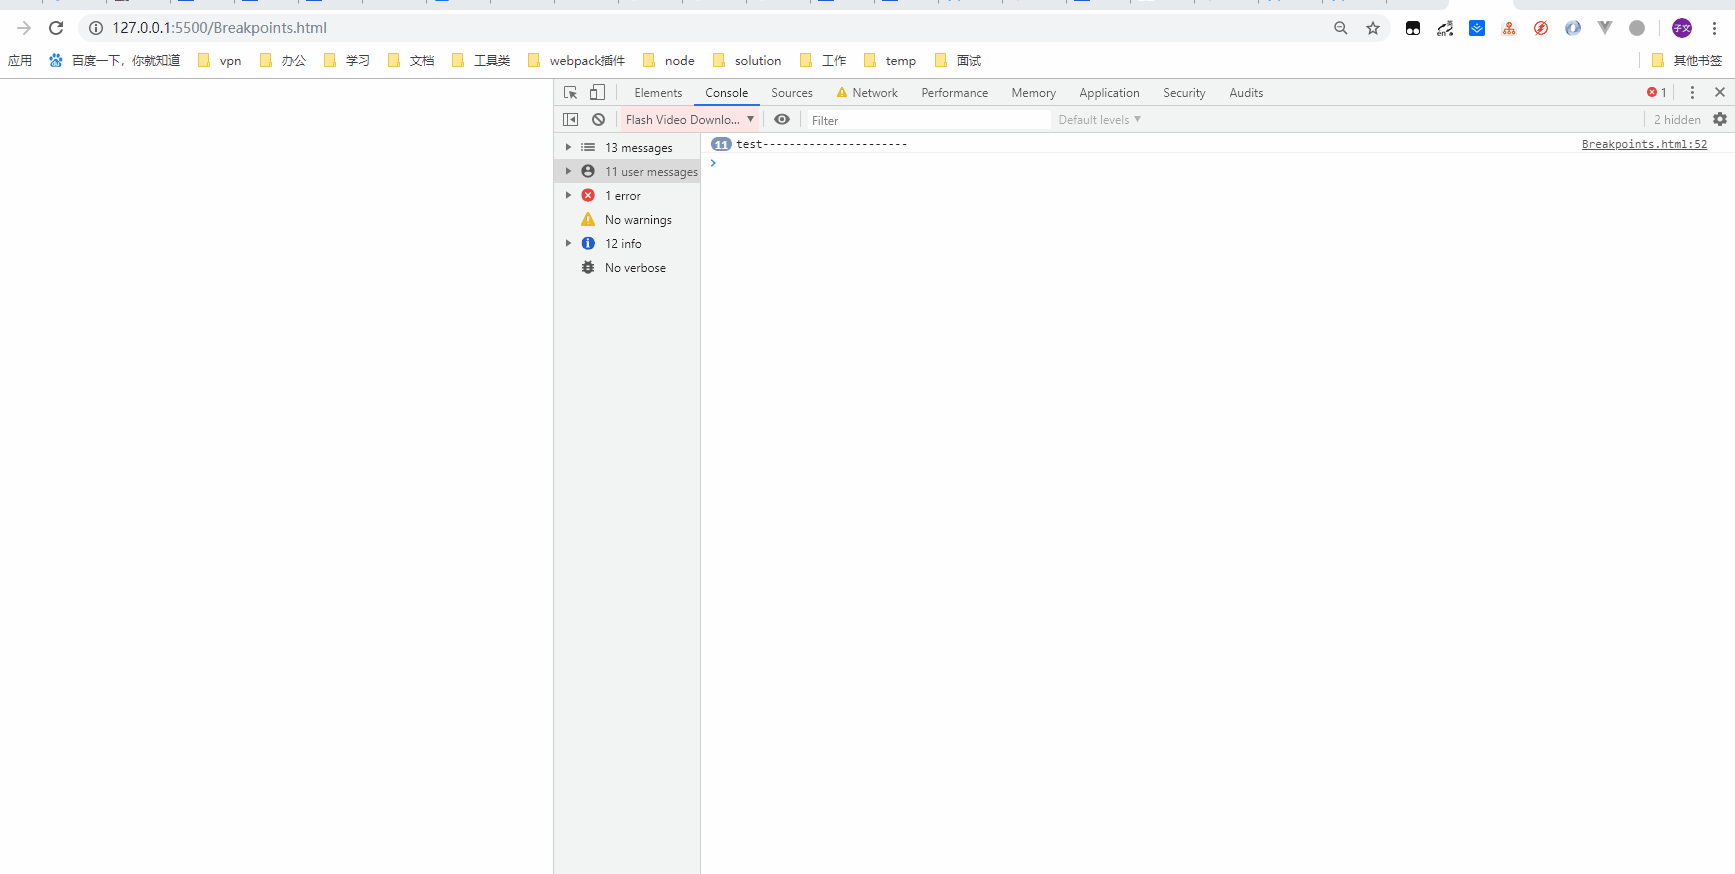 127.0.0.1:5500/Breakpoints.html
en 英
子文
应用 百度一下，你就知道 vpn 办公 学习 文档 工具类 webpack插件 node solution 工作 temp 面试 其他书签
Elements Console Sources Network Performance Memory Application Security Audits 1
Flash Video Downlo... Filter Default levels 2 hidden
13 messages
11 user messages
1 error
No warnings
12 info
No verbose
11 test---------------------- Breakpoints.html:52